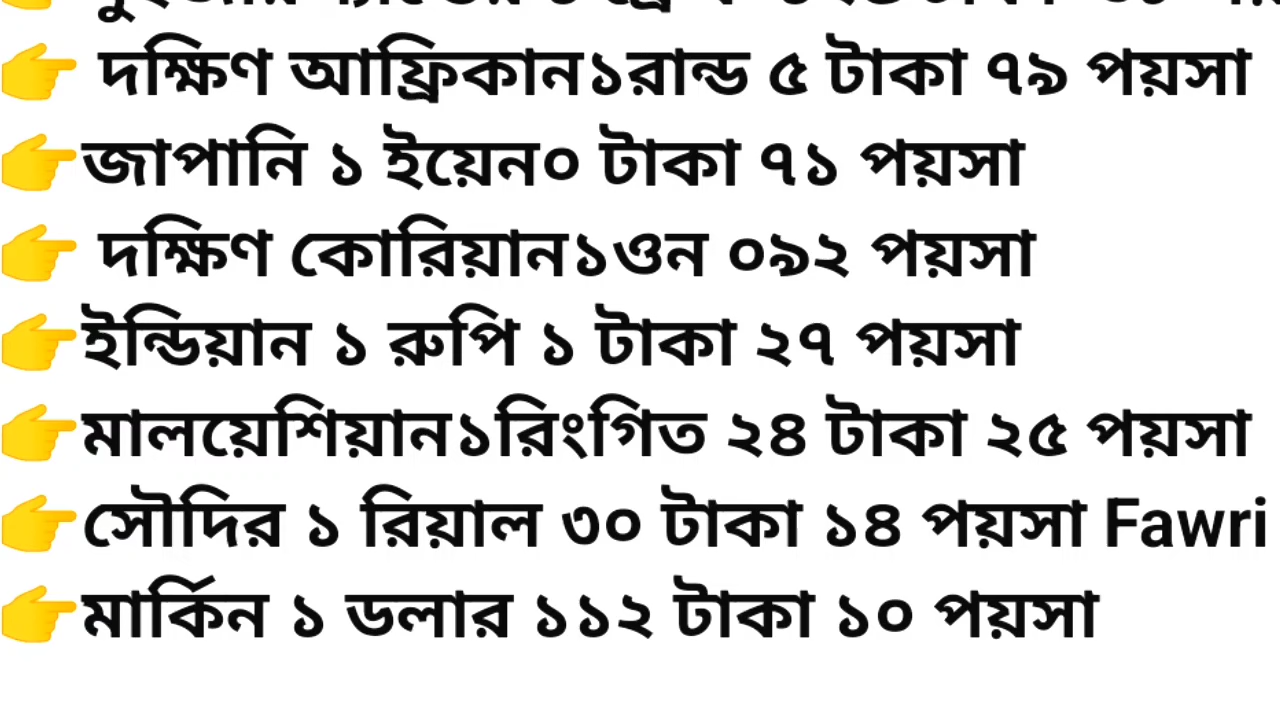 👉 দক্ষিণ আফ্রিকান১রান্ড ৫ টাকা ৭৯ পয়সা
👉জাপানি ১ ইয়েন০ টাকা ৭১ পয়সা
👉 দক্ষিণ কোরিয়ান১ওন ০৯২ পয়সা
👉ইন্ডিয়ান ১ রুপি ১ টাকা ২৭ পয়সা
👉মালয়েশিয়ান১রিংগিত ২৪ টাকা ২৫ পয়সা
👉সৌদির ১ রিয়াল ৩০ টাকা ১৪ পয়সা Fawri
👉মার্কিন ১ ডলার ১১২ টাকা ১০ পয়সা